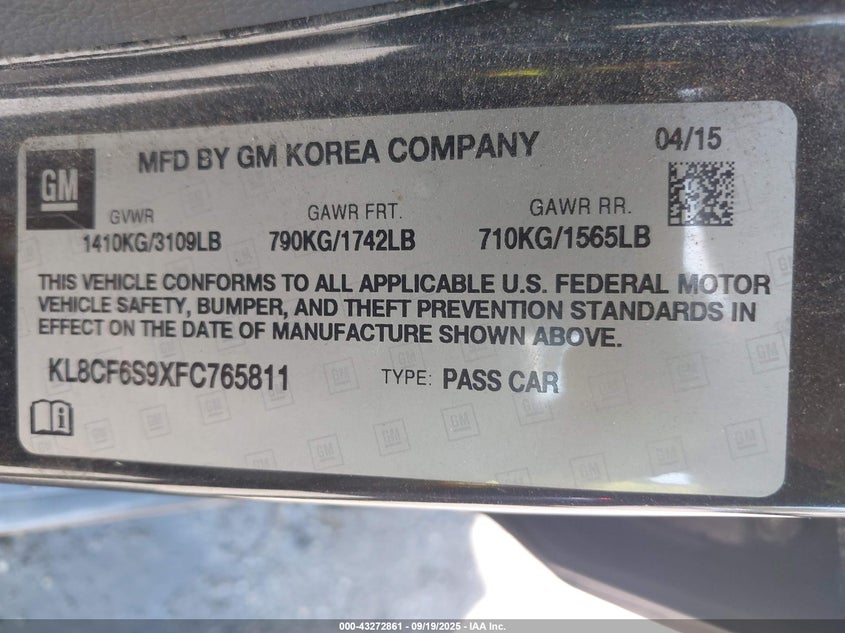 MFD BY GM KOREA COMPANY 04/15
GM
GVWR GAWR FRT. GAWR RR.
1410KG/3109LB 790KG/1742LB 710KG/1565LB
THIS VEHICLE CONFORMS TO ALL APPLICABLE U.S. FEDERAL MOTOR
VEHICLE SAFETY, BUMPER, AND THEFT PREVENTION STANDARDS IN
EFFECT ON THE DATE OF MANUFACTURE SHOWN ABOVE.
KL8CF6S9XFC765811 TYPE: PASS CAR
000-43272861 | 09/19/2025 | IAA Inc.